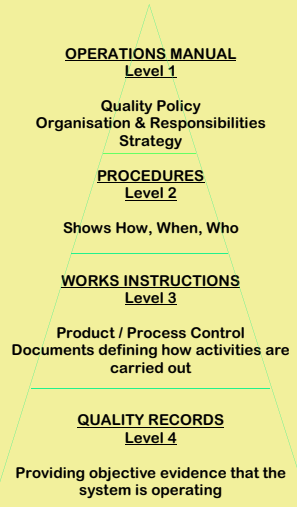 OPERATIONS MANUAL
Level 1
Quality Policy
Organisation & Responsibilities
Strategy
PROCEDURES
Level 2
Shows How, When, Who
WORKS INSTRUCTIONS
Level 3
Product / Process Control
Documents defining how activities are
carried out
QUALITY RECORDS
Level 4
Providing objective evidence that the
system is operating